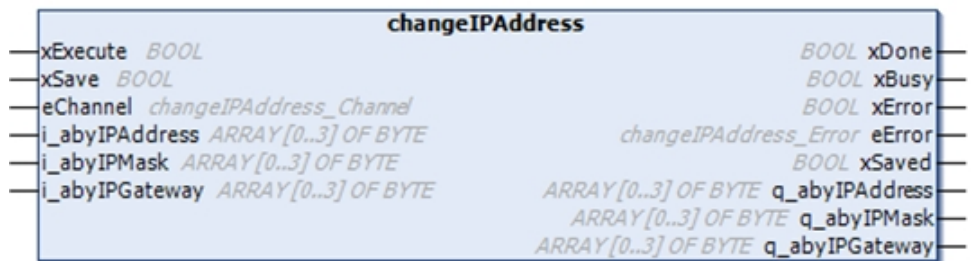 changeIPAddress
xExecute BOOL BOOL xDone
xSave BOOL BOOL xBusy
eChannel changeIPAddress_Channel BOOL xError
i_abyIPAddress ARRAY [0..3] OF BYTE changeIPAddress_Error eError
i_abyIPMask ARRAY [0..3] OF BYTE BOOL xSaved
i_abyIPGateway ARRAY [0..3] OF BYTE ARRAY [0..3] OF BYTE q_abyIPAddress
ARRAY [0..3] OF BYTE q_abyIPMask
ARRAY [0..3] OF BYTE q_abyIPGateway